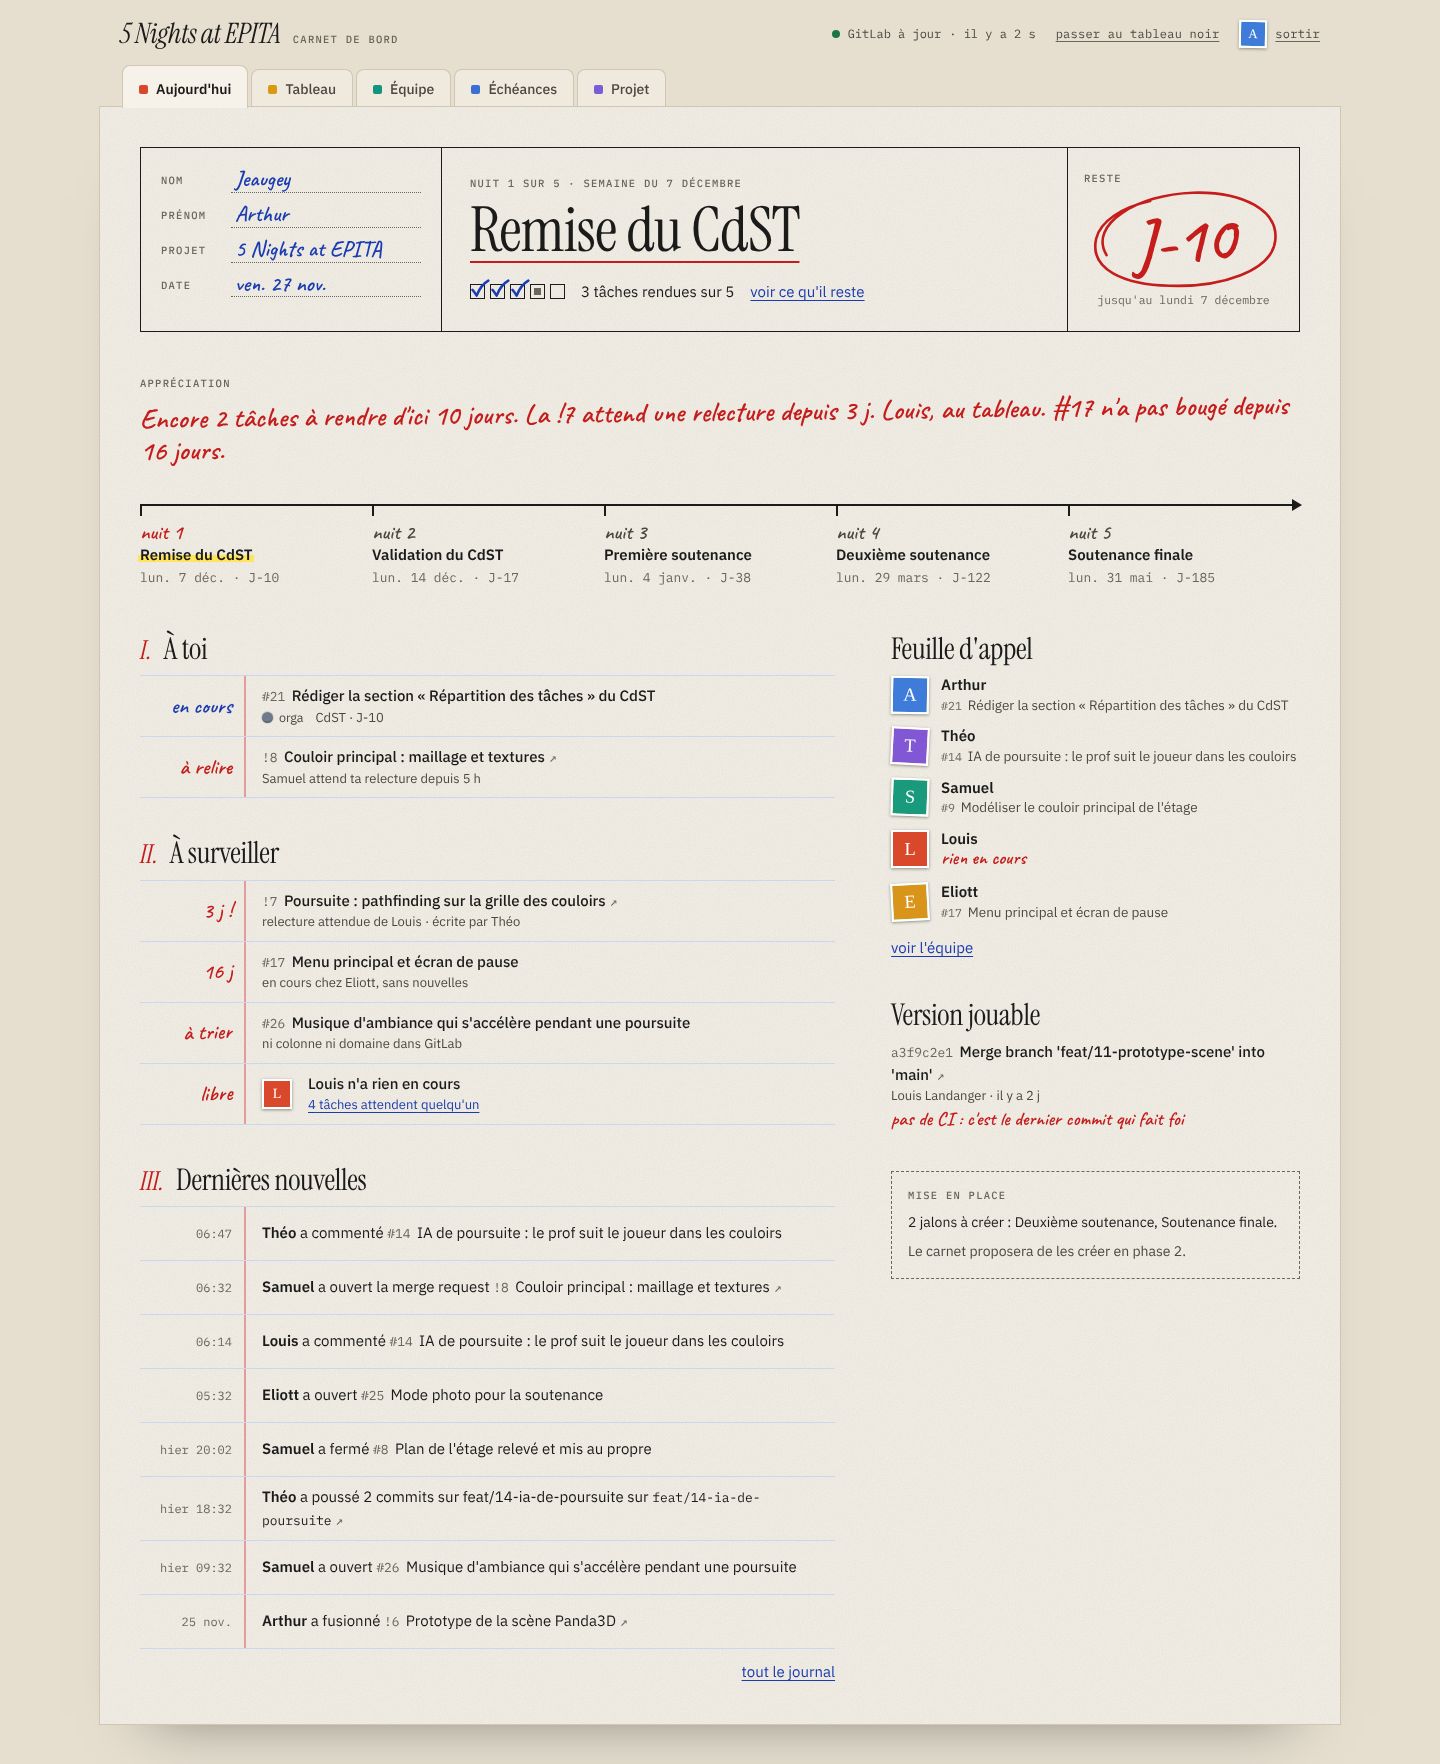 5 Nights at EPITA CARNET DE BORD
GitLab à jour · il y a 2 s passer au tableau noir A sortir
Aujourd'hui Tableau Équipe Échéances Projet
NOM Jeaugey
PRÉNOM Arthur
PROJET 5 Nights at EPITA
DATE ven. 27 nov.
NUIT 1 SUR 5 · SEMAINE DU 7 DÉCEMBRE
Remise du CdST
3 tâches rendues sur 5 voir ce qu'il reste
RESTE
J-10
jusqu'au lundi 7 décembre
APPRÉCIATION
Encore 2 tâches à rendre d'ici 10 jours. La !7 attend une relecture depuis 3 j. Louis, au tableau. #17 n'a pas bougé depuis
16 jours.
nuit 1
Remise du CdST
lun. 7 déc. · J-10
nuit 2
Validation du CdST
lun. 14 déc. · J-17
nuit 3
Première soutenance
lun. 4 janv. · J-38
nuit 4
Deuxième soutenance
lun. 29 mars · J-122
nuit 5
Soutenance finale
lun. 31 mai · J-185
I. À toi
en cours
#21 Rédiger la section « Répartition des tâches » du CdST
orga CdST · J-10
à relire
!8 Couloir principal : maillage et textures ↗
Samuel attend ta relecture depuis 5 h
II. À surveiller
3 j !
!7 Poursuite : pathfinding sur la grille des couloirs ↗
relecture attendue de Louis · écrite par Théo
16 j
#17 Menu principal et écran de pause
en cours chez Eliott, sans nouvelles
à trier
#26 Musique d'ambiance qui s'accélère pendant une poursuite
ni colonne ni domaine dans GitLab
libre
L
Louis n'a rien en cours
4 tâches attendent quelqu'un
III. Dernières nouvelles
06:47 Théo a commenté #14 IA de poursuite : le prof suit le joueur dans les couloirs
06:32 Samuel a ouvert la merge request !8 Couloir principal : maillage et textures ↗
06:14 Louis a commenté #14 IA de poursuite : le prof suit le joueur dans les couloirs
05:32 Eliott a ouvert #25 Mode photo pour la soutenance
hier 20:02 Samuel a fermé #8 Plan de l'étage relevé et mis au propre
hier 18:32 Théo a poussé 2 commits sur feat/14-ia-de-poursuite sur feat/14-ia-de-
poursuite ↗
hier 09:32 Samuel a ouvert #26 Musique d'ambiance qui s'accélère pendant une poursuite
25 nov. Arthur a fusionné !6 Prototype de la scène Panda3D ↗
tout le journal
Feuille d'appel
A
Arthur
#21 Rédiger la section « Répartition des tâches » du CdST
T
Théo
#14 IA de poursuite : le prof suit le joueur dans les couloirs
S
Samuel
#9 Modéliser le couloir principal de l'étage
L
Louis
rien en cours
E
Eliott
#17 Menu principal et écran de pause
voir l'équipe
Version jouable
a3f9c2e1 Merge branch 'feat/11-prototype-scene' into
'main' ↗
Louis Landanger · il y a 2 j
pas de CI : c'est le dernier commit qui fait foi
MISE EN PLACE
2 jalons à créer : Deuxième soutenance, Soutenance finale.
Le carnet proposera de les créer en phase 2.